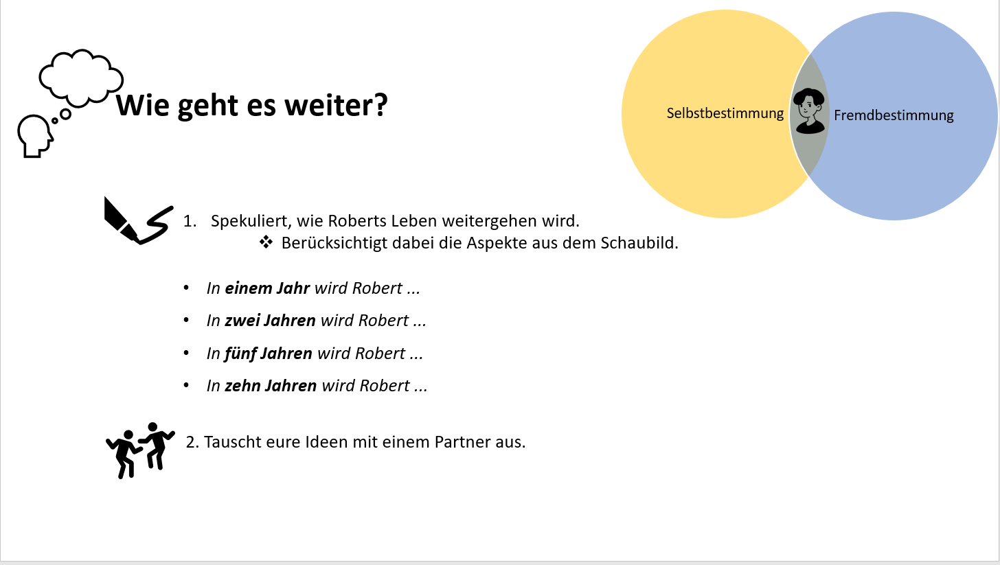 Wie geht es weiter?
Selbstbestimmung
Fremdbestimmung
1. Spekuliert, wie Roberts Leben weitergehen wird.
❖ Berücksichtigt dabei die Aspekte aus dem Schaubild.
• In einem Jahr wird Robert ...
• In zwei Jahren wird Robert ...
• In fünf Jahren wird Robert ...
• In zehn Jahren wird Robert ...
2. Tauscht eure Ideen mit einem Partner aus.